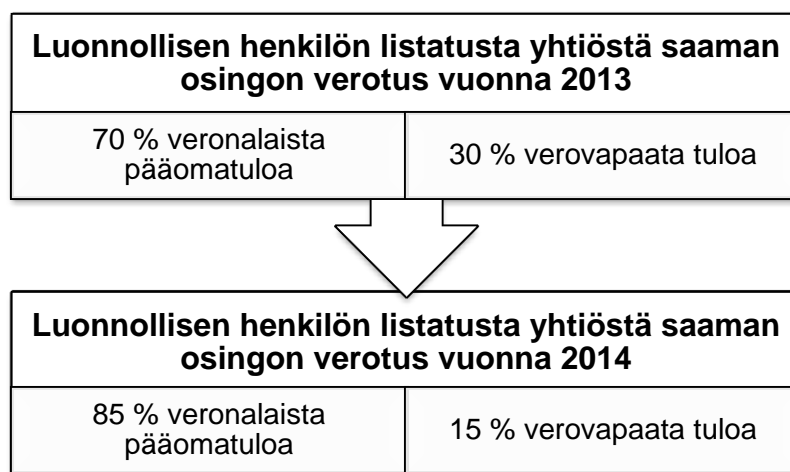 Luonnollisen henkilön listatusta yhtiöstä saaman
osingon verotus vuonna 2013
70 % veronalaista
pääomatuloa
30 % verovapaata tuloa
Luonnollisen henkilön listatusta yhtiöstä saaman
osingon verotus vuonna 2014
85 % veronalaista
pääomatuloa
15 % verovapaata tuloa